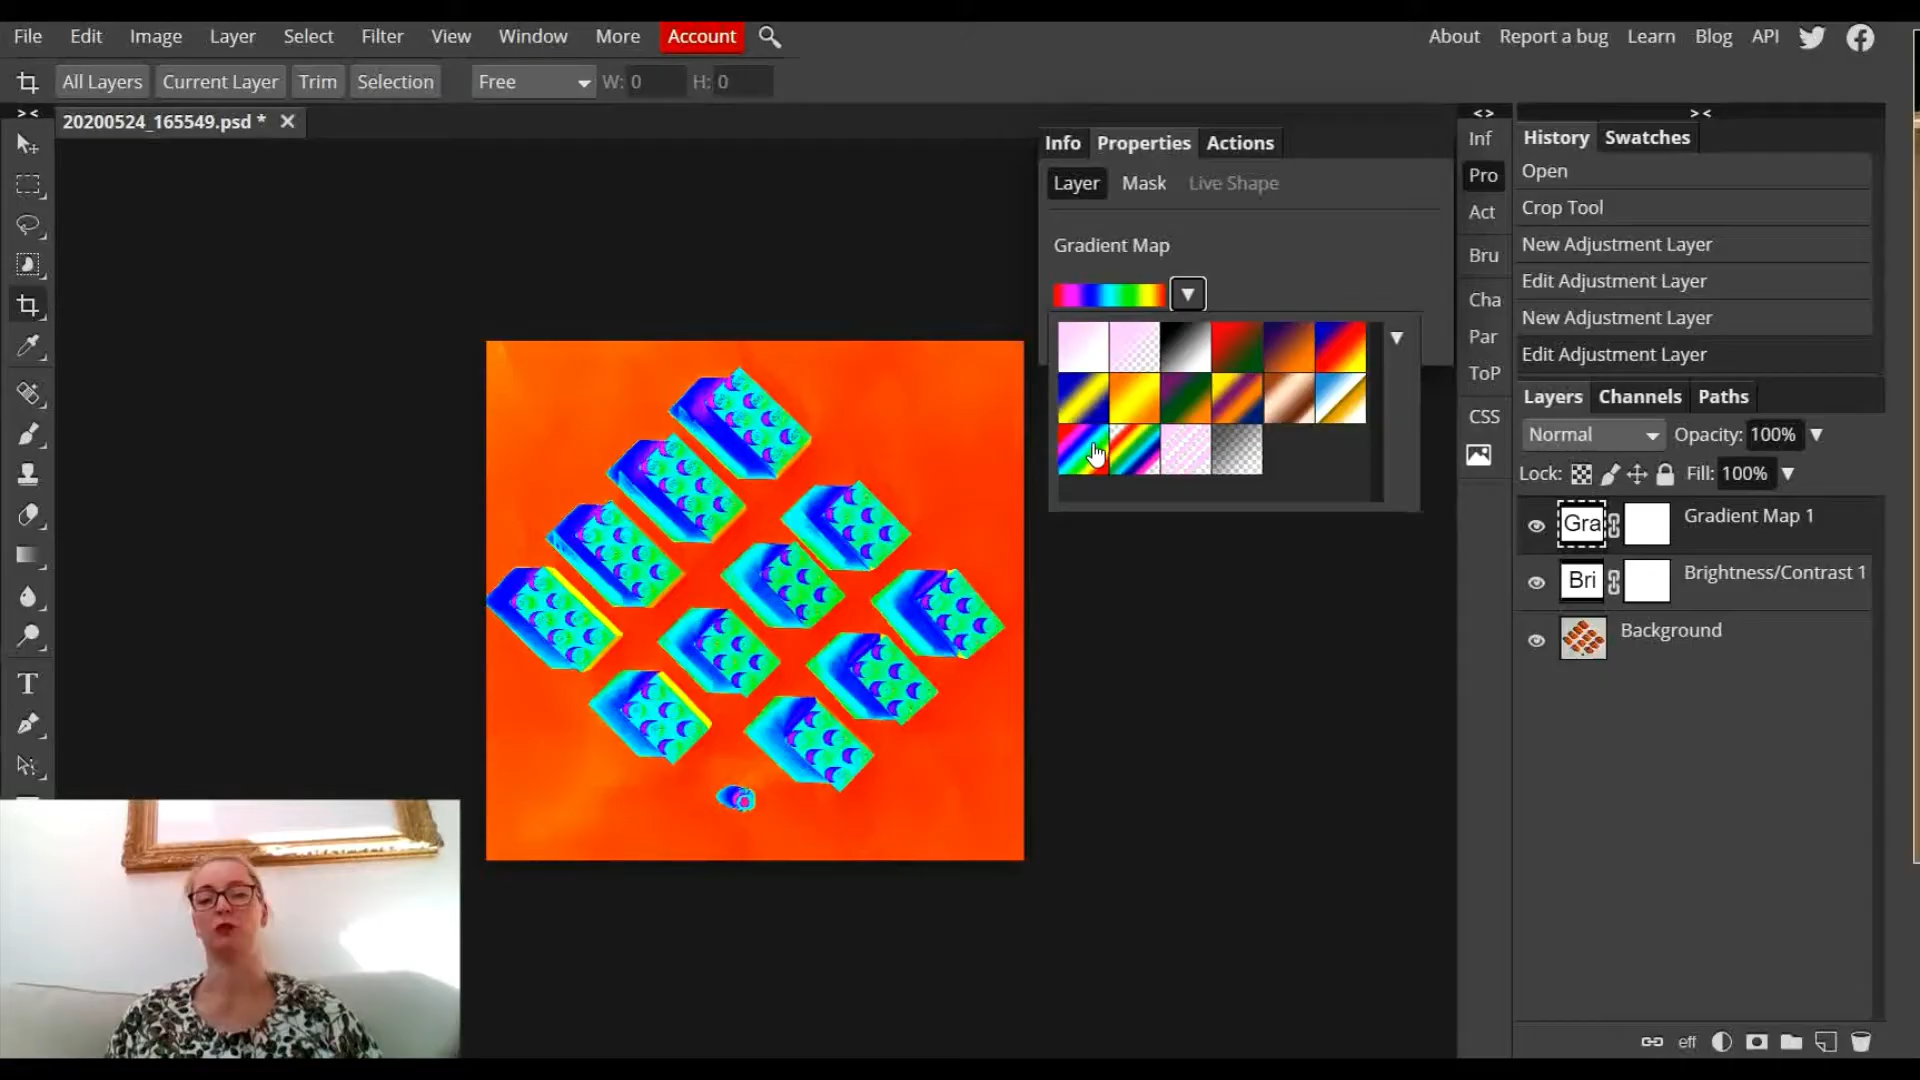 File Edit Image Layer Select Filter View Window More Account
About Report a bug Learn Blog API
All Layers Current Layer Trim Selection Free W: 0 H: 0
20200524_165549.psd *
Info Properties Actions
Layer Mask Live Shape
Gradient Map
Inf
Pro
Act
Bru
Cha
Par
ToP
CSS
History Swatches
Open
Crop Tool
New Adjustment Layer
Edit Adjustment Layer
New Adjustment Layer
Edit Adjustment Layer
Layers Channels Paths
Normal Opacity: 100%
Lock: Fill: 100%
Gra Gradient Map 1
Bri Brightness/Contrast 1
Background
T
eff